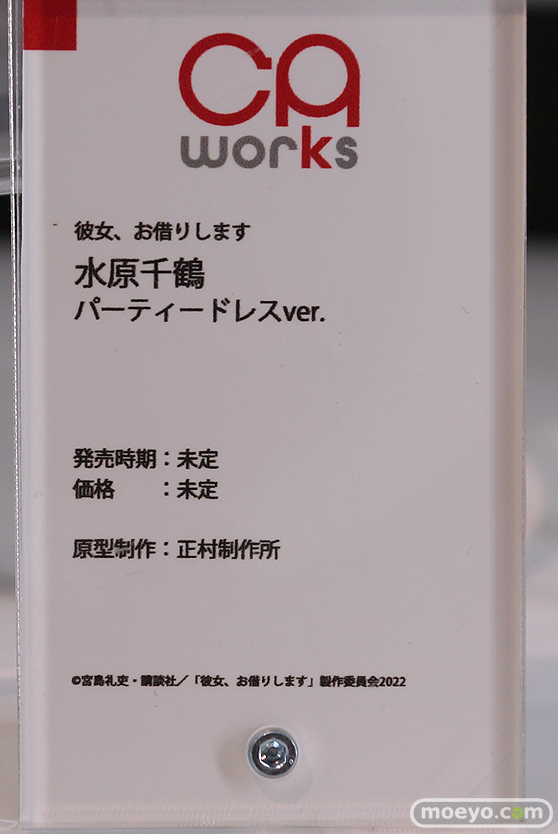 CA
works
彼女、お借りします
水原千鶴
パーティードレスver.
発売時期：未定
価格　　：未定
原型制作：正村制作所
©宮島礼吏・講談社／「彼女、お借りします」製作委員会2022
moeyo.com